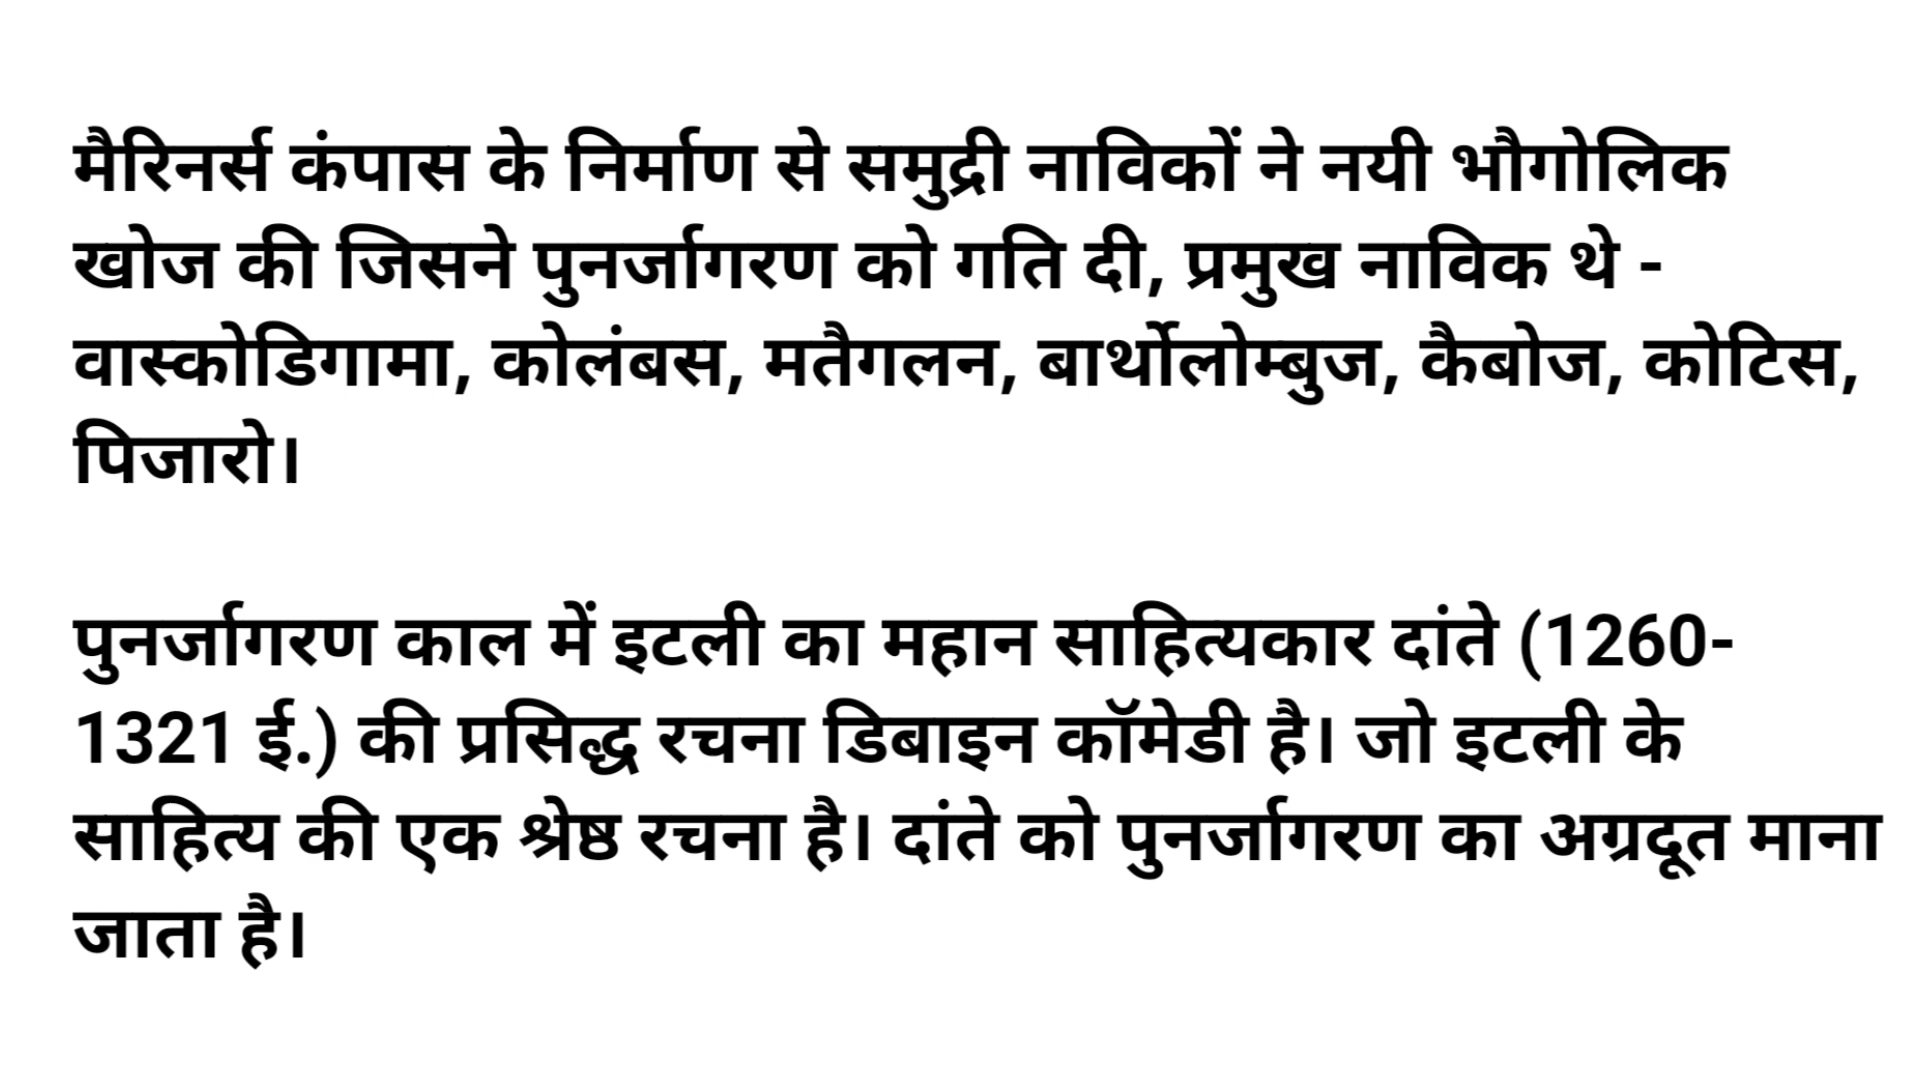 मैरिनर्स कंपास के निर्माण से समुद्री नाविकों ने नयी भौगोलिक
खोज की जिसने पुनर्जागरण को गति दी, प्रमुख नाविक थे -
वास्कोडिगामा, कोलंबस, मतैगलन, बार्थोलोम्बुज, कैबोज, कोटिस,
पिजारो।
पुनर्जागरण काल में इटली का महान साहित्यकार दांते (1260-
1321 ई.) की प्रसिद्ध रचना डिबाइन कॉमेडी है। जो इटली के
साहित्य की एक श्रेष्ठ रचना है। दांते को पुनर्जागरण का अग्रदूत माना
जाता है।